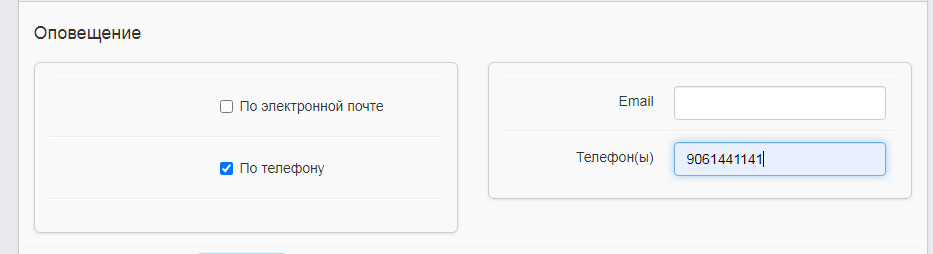 Оповещение
По электронной почте
По телефону
Email
Телефон(ы) 9061441141